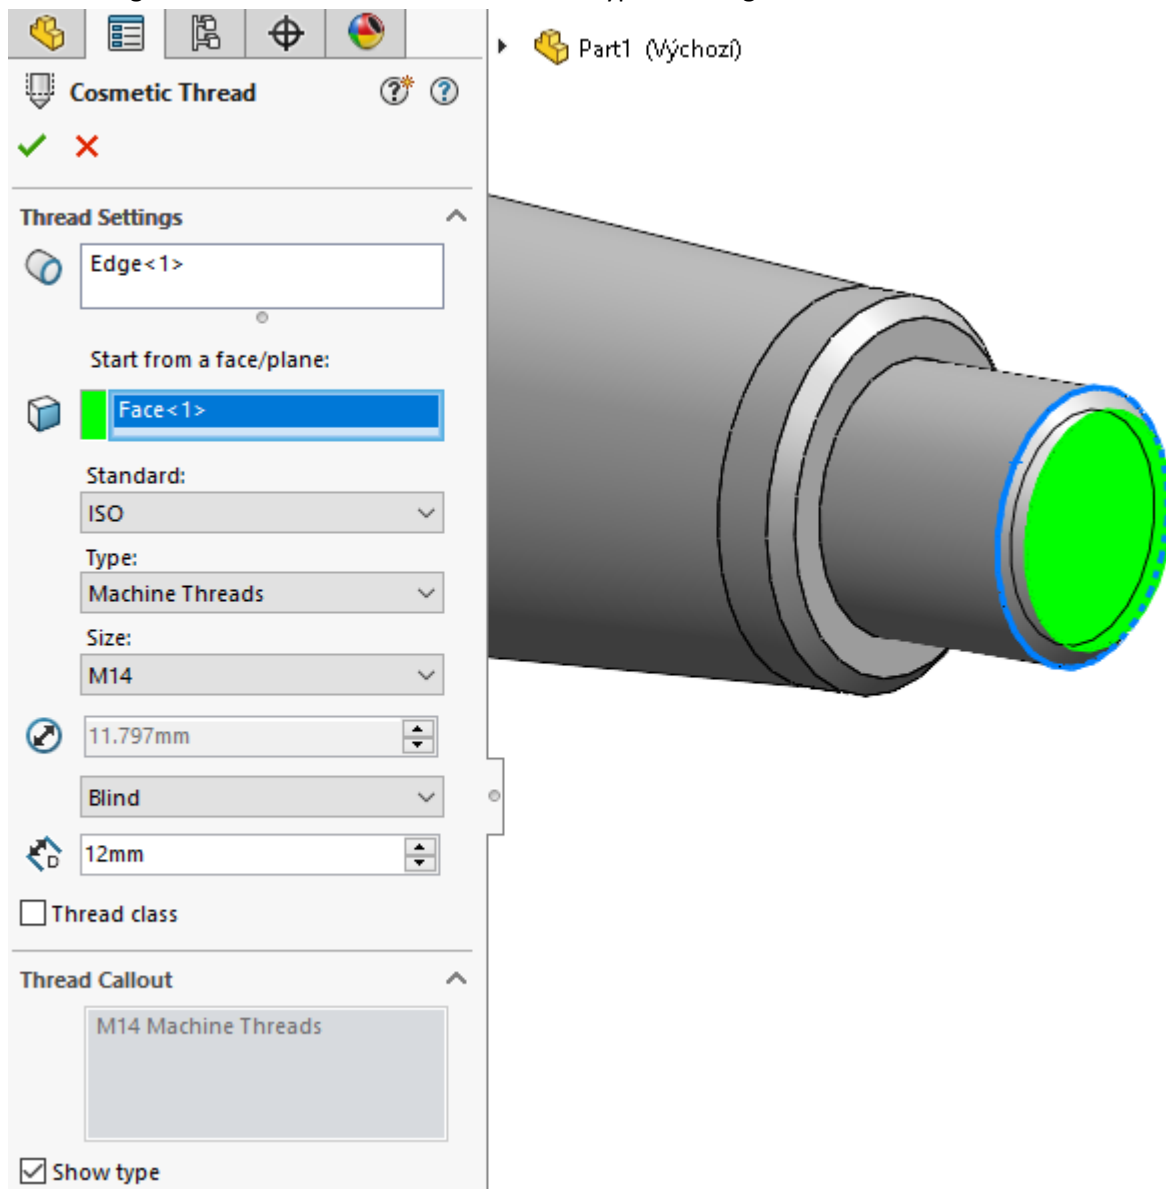 Part1 (Výchozí)
Cosmetic Thread
Thread Settings
Edge<1>
Start from a face/plane:
Face<1>
Standard:
ISO
Type:
Machine Threads
Size:
M14
11.797mm
Blind
D
12mm
Thread class
Thread Callout
M14 Machine Threads
Show type